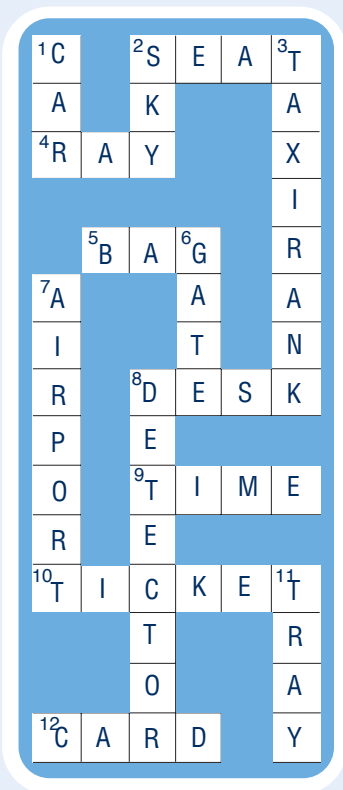 1C 2S E A 3T
A K A
4R A Y X
I
5B A 6G R
7A A A
I T N
R 8D E S K
P E
O 9T I M E
R E
10T I C K E 11T
T R
O A
12C A R D Y